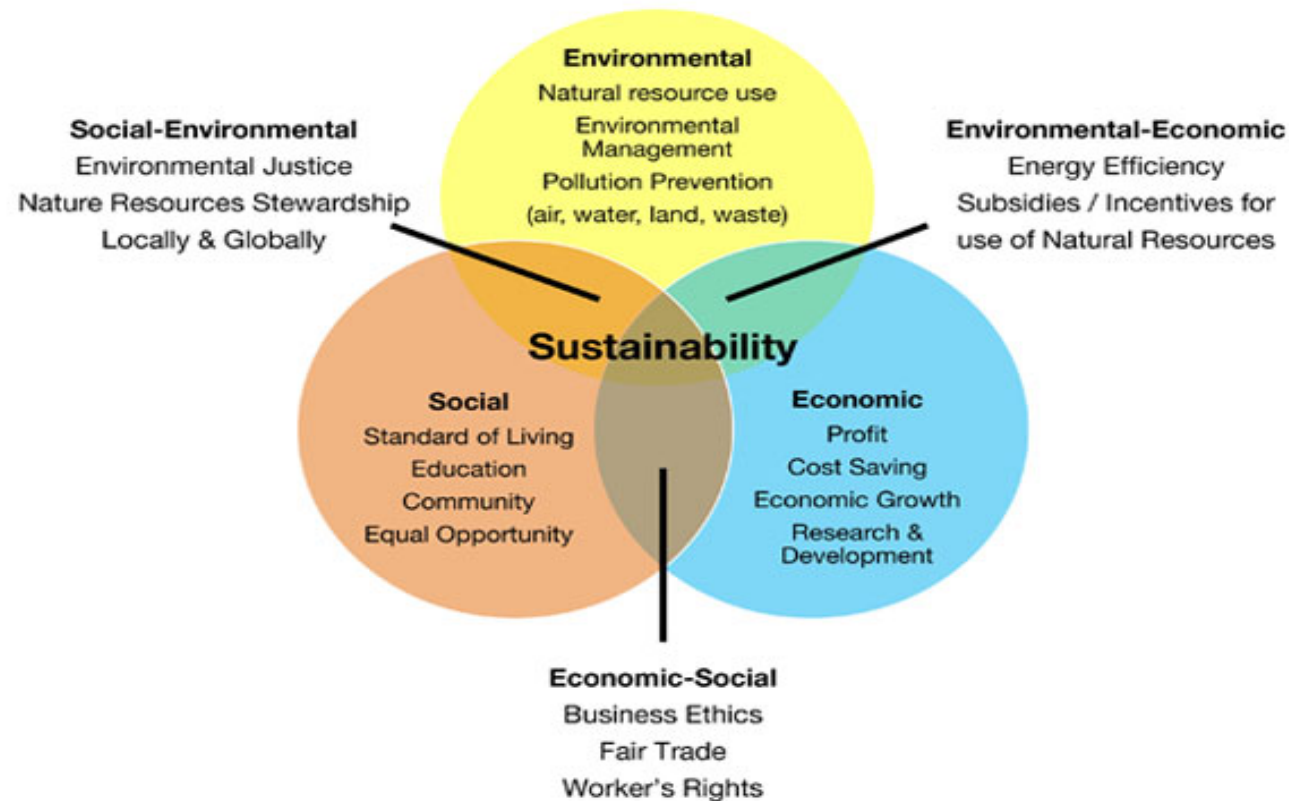 Environmental
Natural resource use
Environmental
Management
Pollution Prevention
(air, water, land, waste)
Social-Environmental
Environmental Justice
Nature Resources Stewardship
Locally & Globally
Environmental-Economic
Energy Efficiency
Subsidies / Incentives for
use of Natural Resources
Sustainability
Social
Standard of Living
Education
Community
Equal Opportunity
Economic
Profit
Cost Saving
Economic Growth
Research &
Development
Economic-Social
Business Ethics
Fair Trade
Worker's Rights